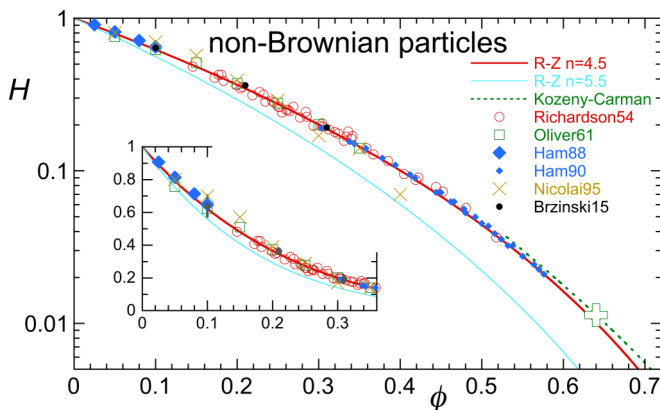 1
non-Brownian particles
R-Z n=4.5
R-Z n=5.5
Kozeny-Carman
Richardson54
Oliver61
Ham88
Ham90
Nicolai95
Brzinski15
H
0.1
0.01
1
0.8
0.6
0.4
0.2
0
0 0.1 0.2 0.3
0 0.1 0.2 0.3 0.4 0.5 0.6 0.7
ϕ